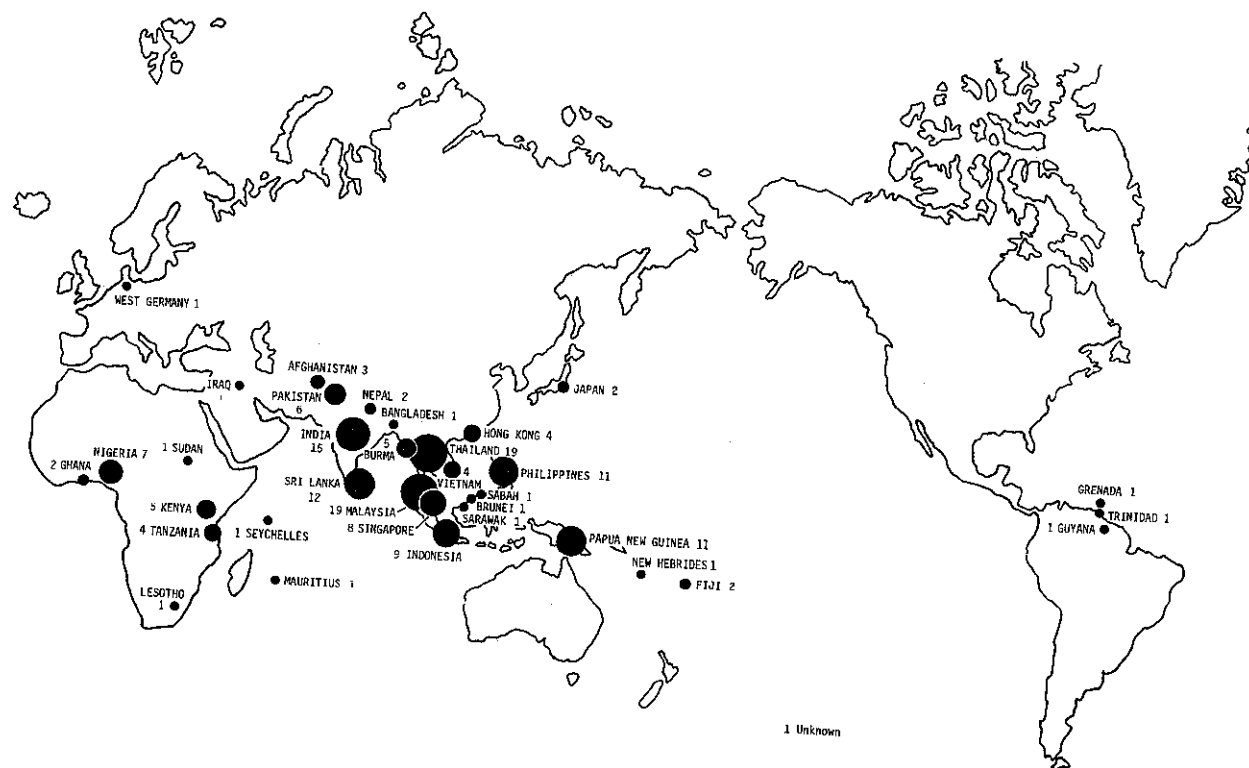 WEST GERMANY 1
AFGHANISTAN 3
IRAQ
1
PAKISTAN
6
NEPAL 2
JAPAN 2
BANGLADESH 1
INDIA
15
5
BURMA
HONG KONG 4
THAILAND 19
1 SUDAN
NIGERIA 7
2 GHANA
4
VIETNAM
PHILIPPINES 11
SRI LANKA
12
SABAH 1
BRUNEI 1
SARAWAK 1
19 MALAYSIA
8 SINGAPORE
9 INDONESIA
5 KENYA
4 TANZANIA
1 SEYCHELLES
PAPUA NEW GUINEA 11
NEW HEBRIDES 1
FIJI 2
MAURITIUS 1
LESOTHO
1
GRENADA 1
TRINIDAD 1
1 GUYANA
1 Unknown